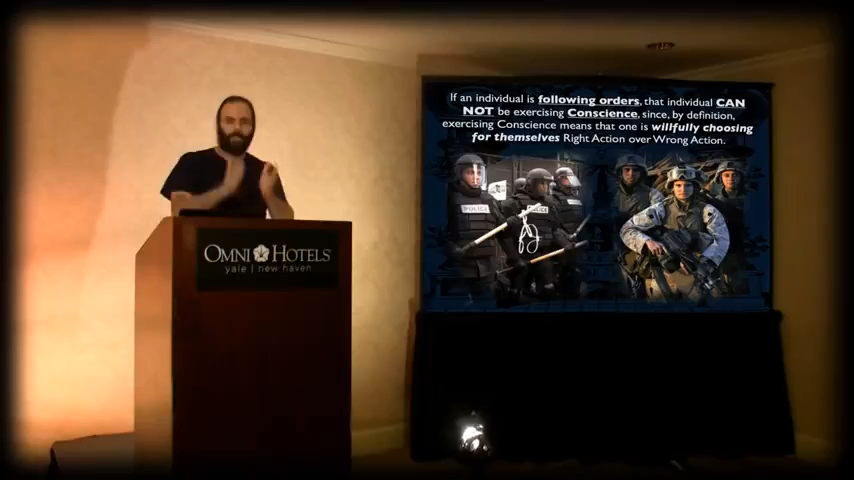 If an individual is following orders, that individual CAN
NOT be exercising Conscience, since, by definition,
exercising Conscience means that one is willfully choosing
for themselves Right Action over Wrong Action.
POLICE
POLICE
OMNI HOTELS
yale | new haven